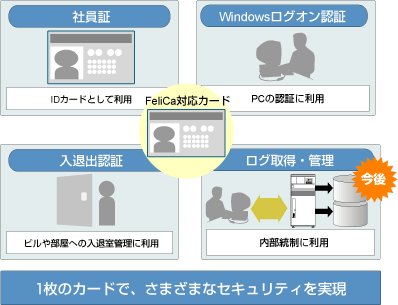 社員証
Windowsログオン認証
IDカードとして利用
PCの認証に利用
FeliCa対応カード
入退出認証
ログ取得・管理
今後
ビルや部屋への入退室管理に利用
内部統制に利用
1枚のカードで、さまざまなセキュリティを実現